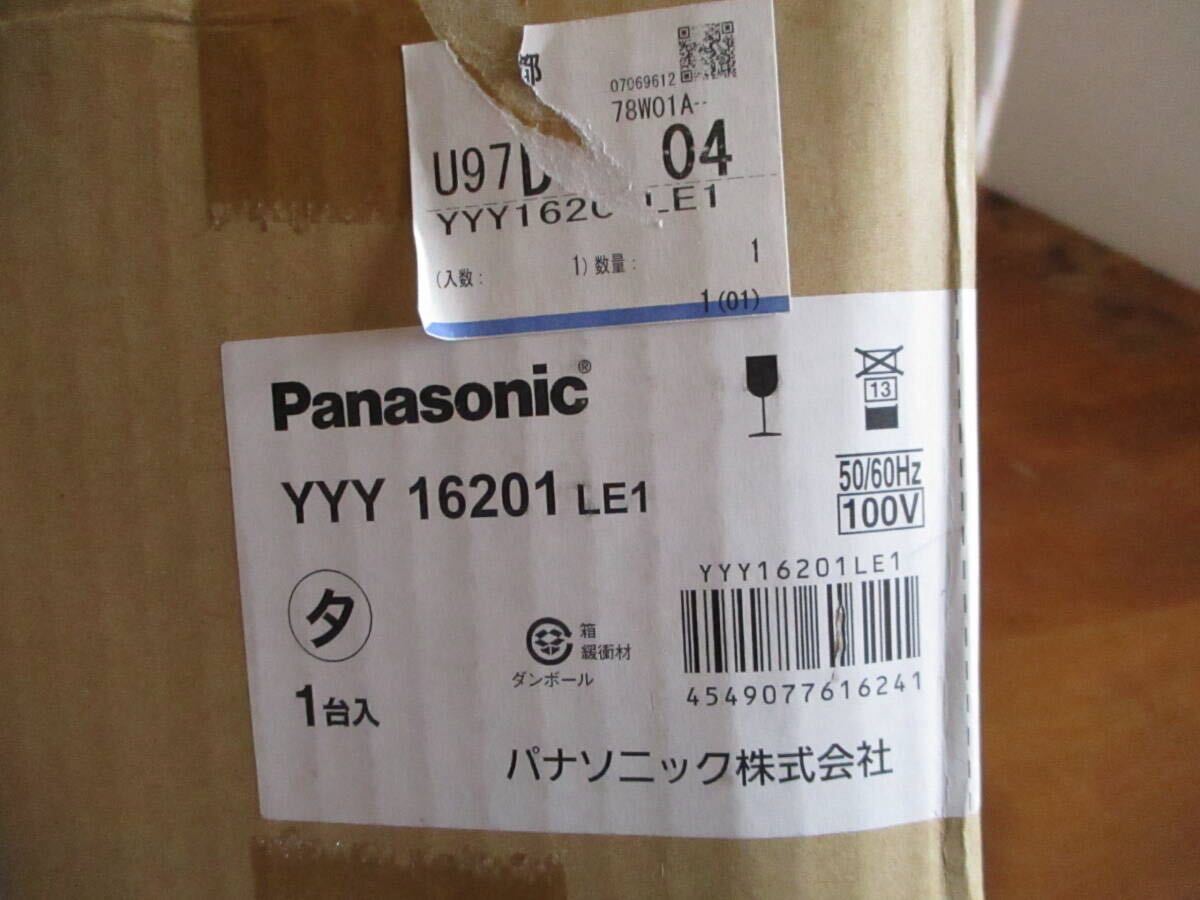 部
07069612
78W01A--
U97D 04
YYY1620 LE1
(入数: 1) 数量: 1
1(01)
Panasonic®
13
YYY 16201 LE1
50/60Hz
100V
YYY16201LE1
タ
箱
緩衝材
ダンボール
4549077616241
1台入
パナソニック株式会社